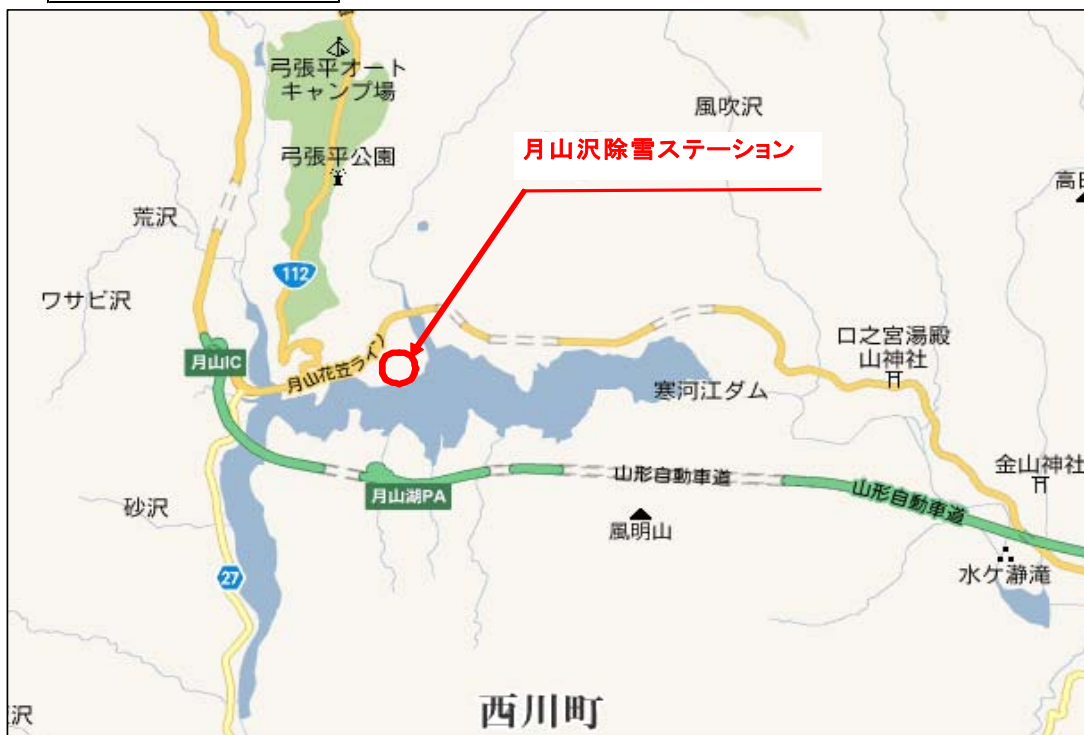 弓張平オート
キャンプ場
風吹沢
月山沢除雪ステーション
弓張平公園
荒沢
112
ワサビ沢
月山IC
月山花笠ライン
口之宮湯殿
山神社
寒河江ダム
金山神社
山形自動車道
山形自動車道
月山湖PA
砂沢
風明山
27
水ケ瀞滝
西川町